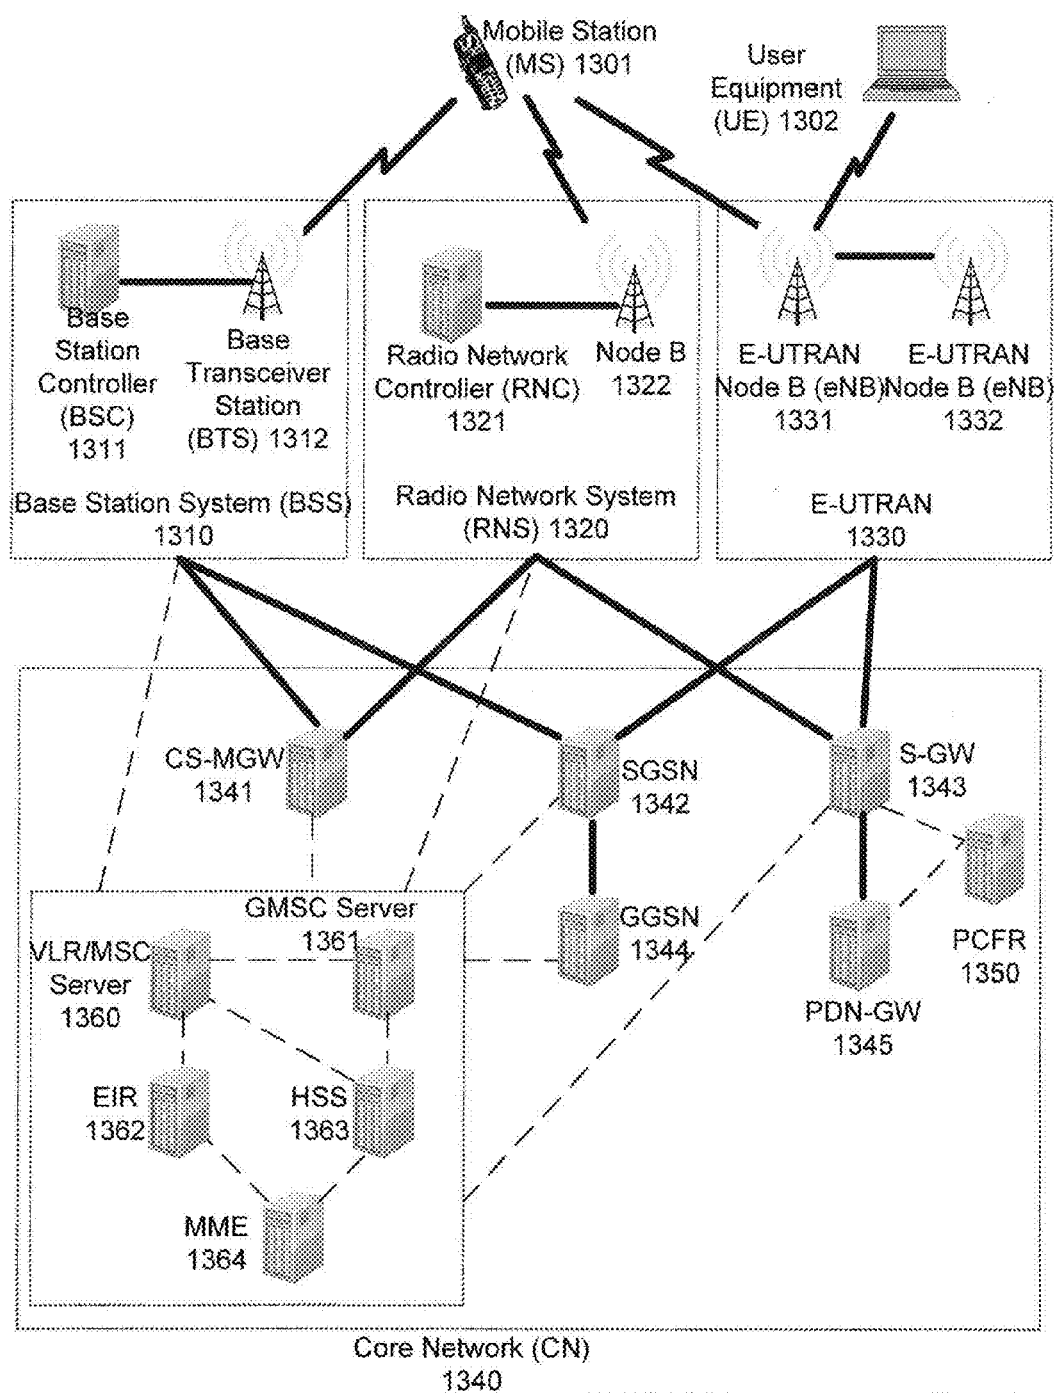 Mobile Station
(MS) 1301
User
Equipment
(UE) 1302
Base
Station
Controller
(BSC)
1311
Base
Transceiver
Station
(BTS) 1312
Base Station System (BSS)
1310
Radio Network
Controller (RNC)
1321
Node B
1322
Radio Network System
(RNS) 1320
E-UTRAN
Node B (eNB)
1331
E-UTRAN
Node B (eNB)
1332
E-UTRAN
1330
CS-MGW
1341
SGSN
1342
S-GW
1343
GGSN
1344
PCFR
1350
PDN-GW
1345
GMSC Server
1361
VLR/MSC
Server
1360
EIR
1362
HSS
1363
MME
1364
Core Network (CN)
1340